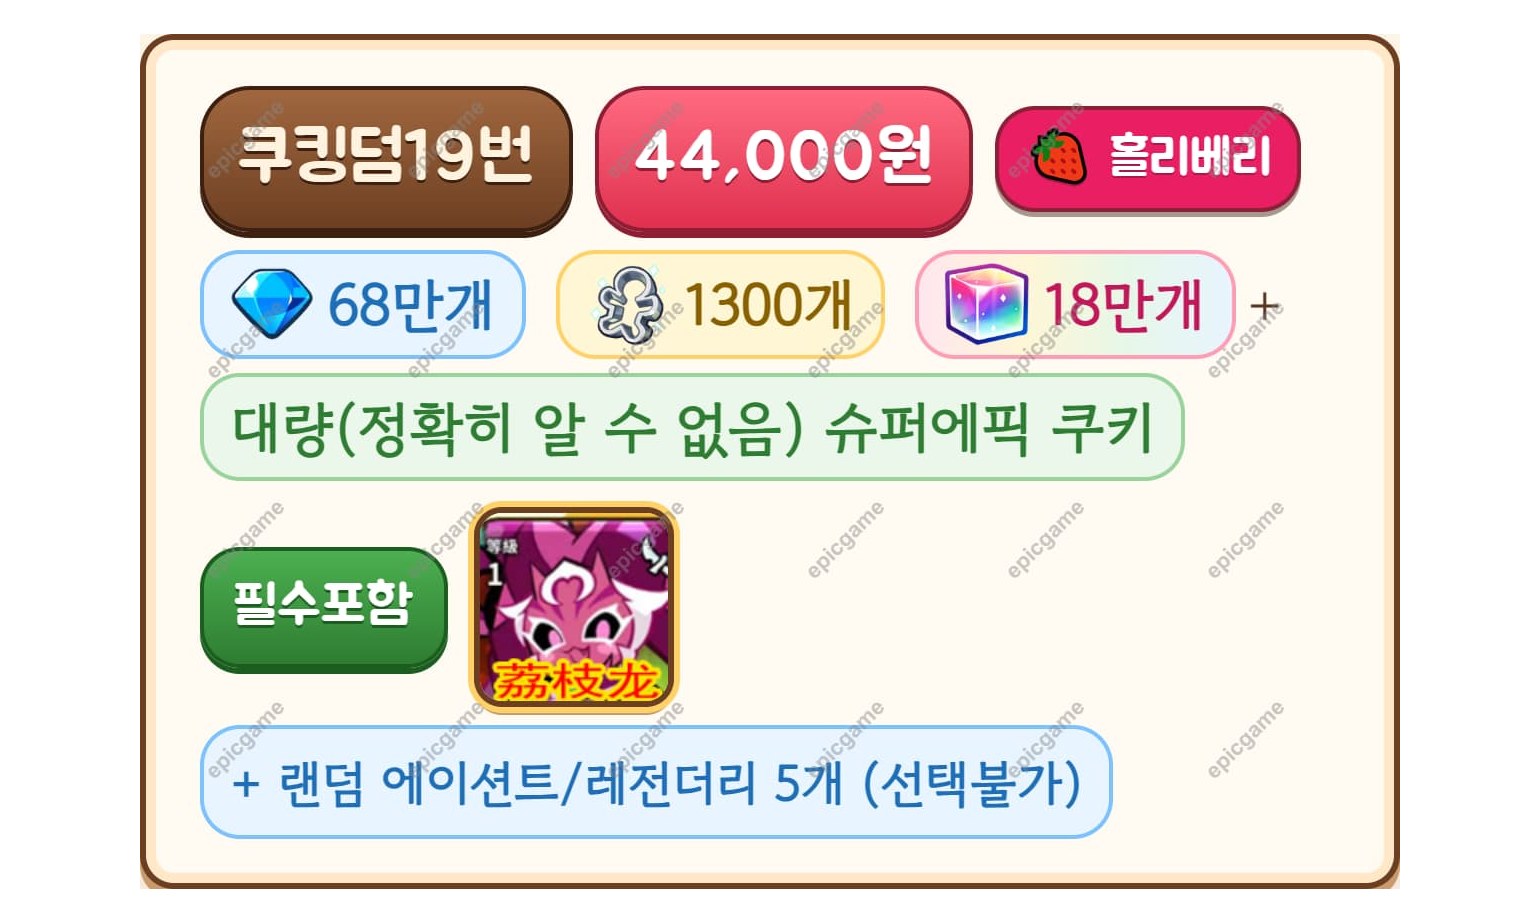 쿠킹덤19번 44,000원 홀리베리
68만개 1300개 18만개 +
대량(정확히 알 수 없음) 슈퍼에픽 쿠키
等級
1
필수포함
荔枝龙
+ 랜덤 에이션트/레전더리 5개 (선택불가)
epicgame